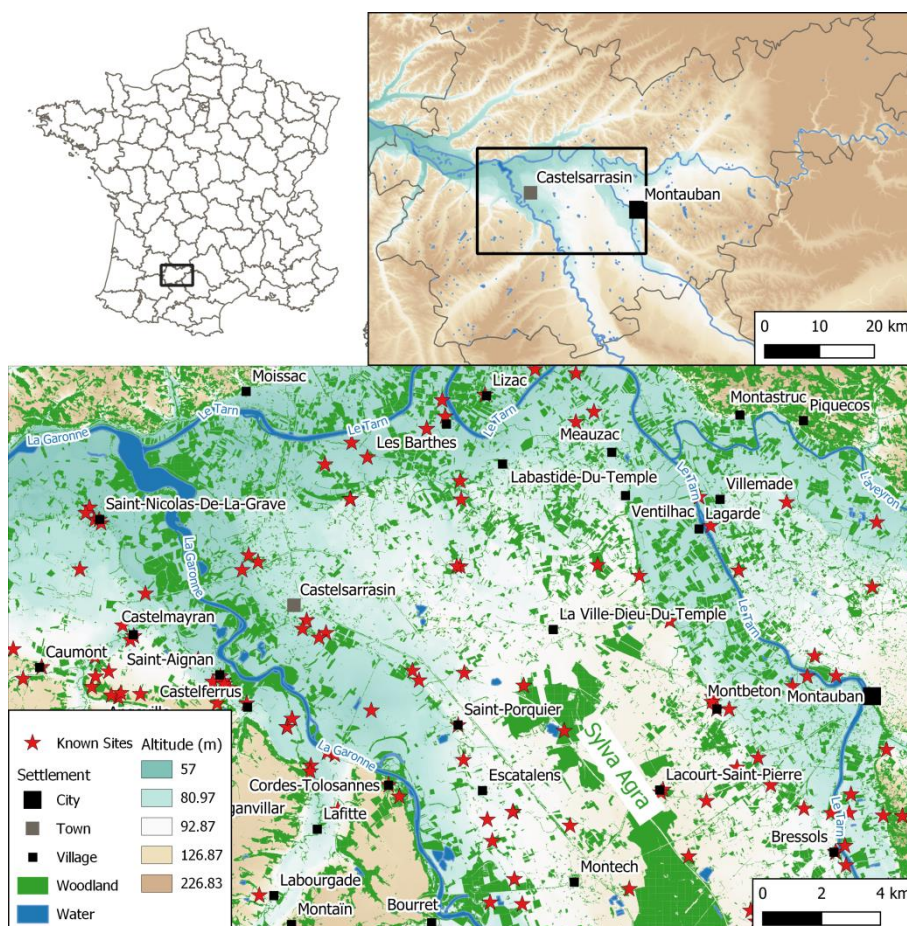 Castelsarrasin
Montauban
0 10 20 km
Moissac
Lizac
Montastruc
Piquecos
La Garonne
Le Tarn
Le Tarn
Le Tarn
Les Barthes
Meauzac
Labastide-Du-Temple
Le Tarn
Laveyron
Villemade
Saint-Nicolas-De-La-Grave
Ventilhac
Lagarde
La Garonne
Castelsarrasin
Le Tarn
Castelmayran
La Ville-Dieu-Du-Temple
Caumont
Saint-Aignan
Castelferrus
Montbeton
Montauban
Saint-Porquier
Sylva Agra
La Garonne
Cordes-Tolosannes
Escatalens
Lacourt-Saint-Pierre
Lafitte
Le Tarn
Bressols
Labourgade
Montech
Montaïn
Bourret
Known Sites
Altitude (m)
Settlement
57
City
80.97
Town
92.87
Village
126.87
Woodland
226.83
Water
0 2 4 km